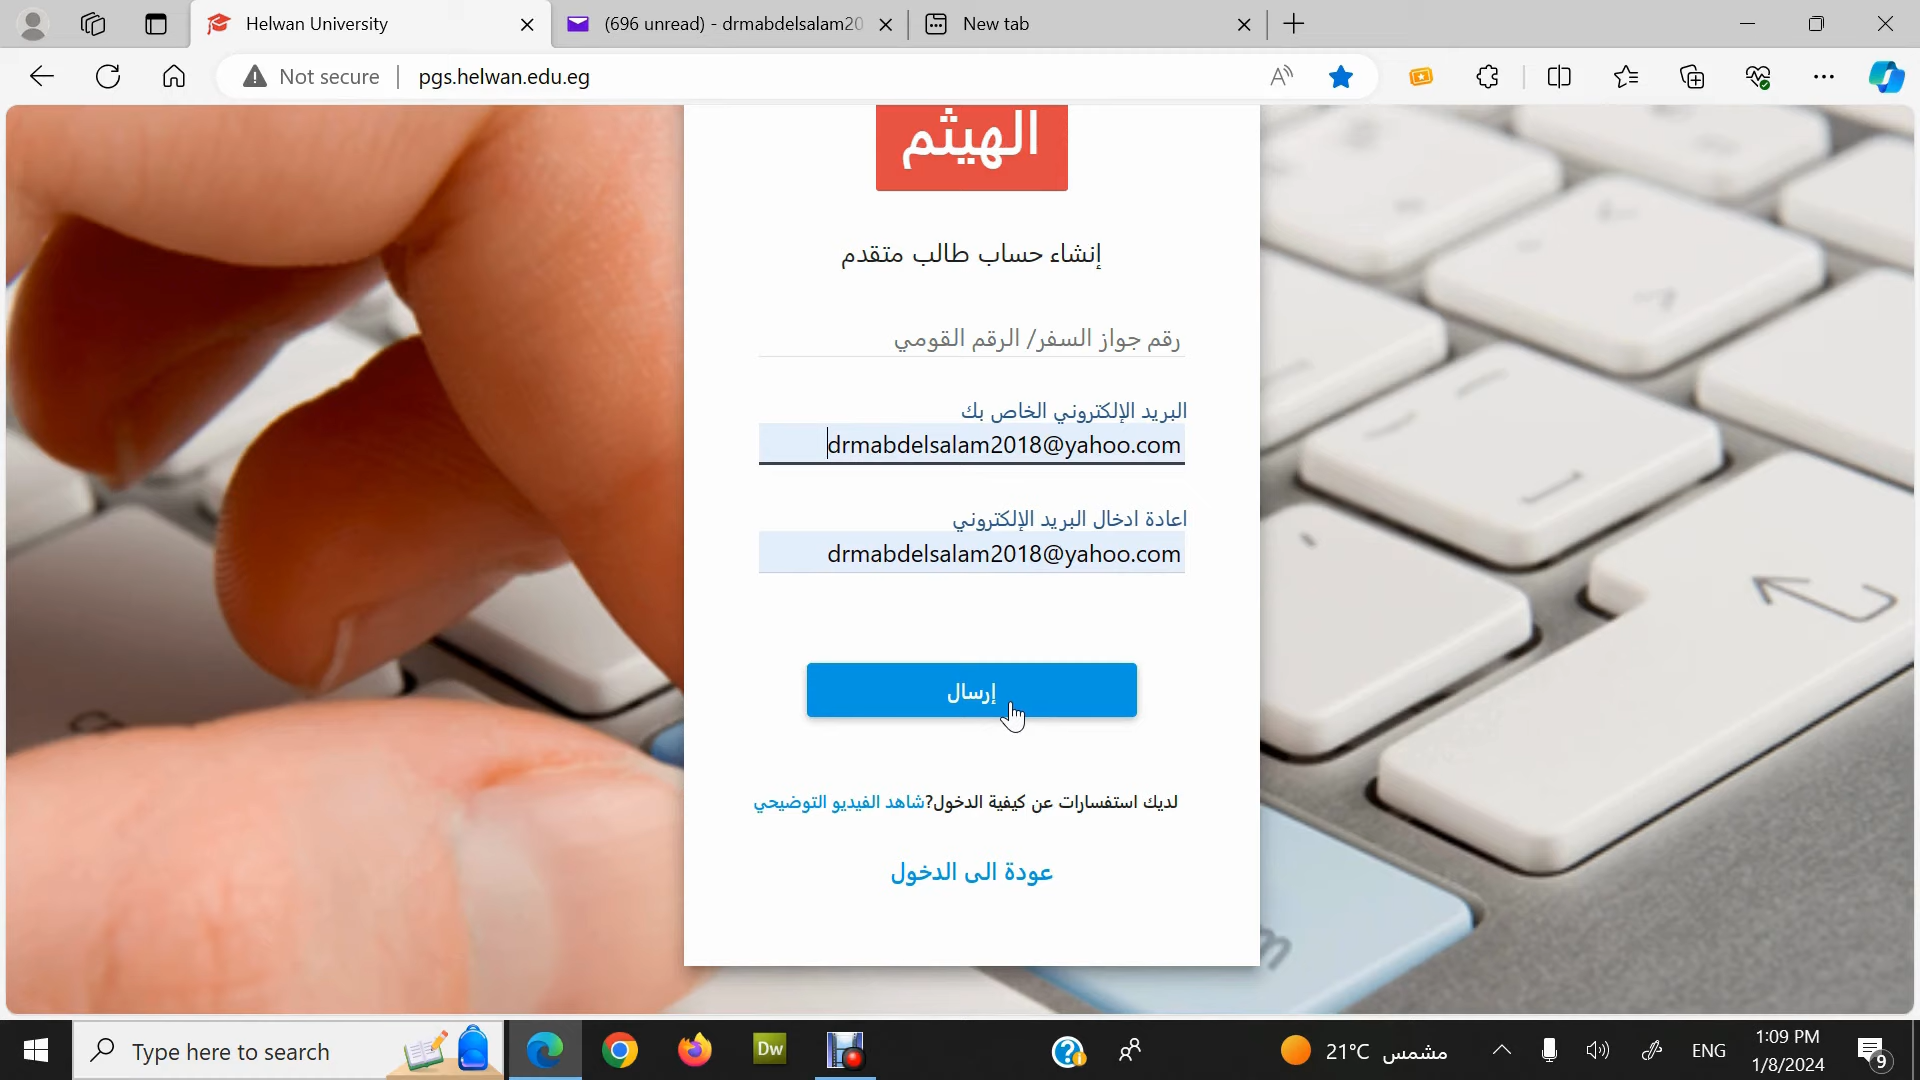 Helwan University
(696 unread) - drmabdelsalam20
New tab
Not secure
pgs.helwan.edu.eg
الهيثم
إنشاء حساب طالب متقدم
رقم جواز السفر/ الرقم القومي
البريد الإلكتروني الخاص بك
drmabdelsalam2018@yahoo.com
اعادة ادخال البريد الإلكتروني
drmabdelsalam2018@yahoo.com
إرسال
لديك استفسارات عن كيفية الدخول؟شاهد الفيديو التوضيحي
عودة الى الدخول
Type here to search
Dw
21°C مشمس
ENG
1:09 PM
1/8/2024
9